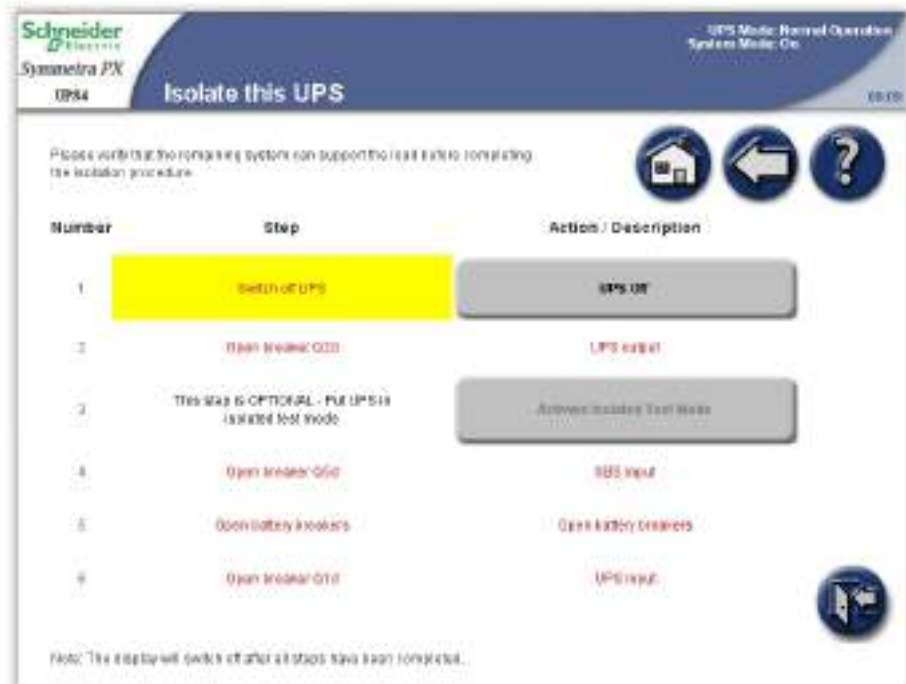 Schneider
Electric
Symmetra PX
UPS4
Isolate this UPS
UPS Mode: Normal Operation
System Mode: On
Please verify that the remaining system can support the load before completing
the isolation procedure.
Number Step Action / Description
1 Switch off UPS UPS Off
2 Open breaker UPS output
3 This step is OPTIONAL - Put UPS in
isolated test mode
Activate Isolated Test Mode
4 Open breaker Q5d SBS input
5 Open battery breakers Open battery breakers
6 Open breaker Q1d UPS input
Note: The display will switch off after all steps have been completed.